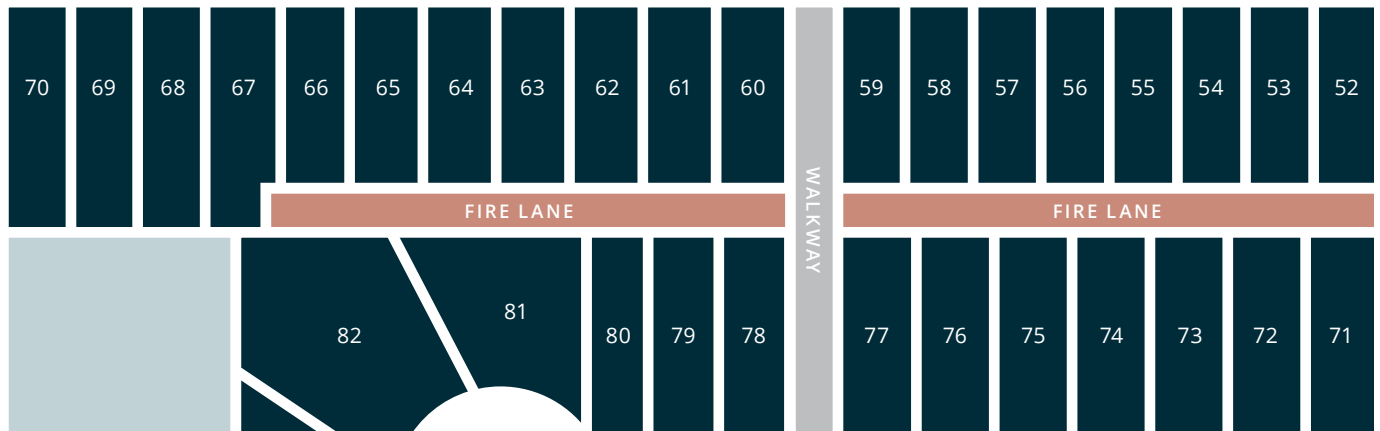 70 69 68 67 66 65 64 63 62 61 60 59 58 57 56 55 54 53 52
WALKWAY
FIRE LANE FIRE LANE
82 81 80 79 78 77 76 75 74 73 72 71